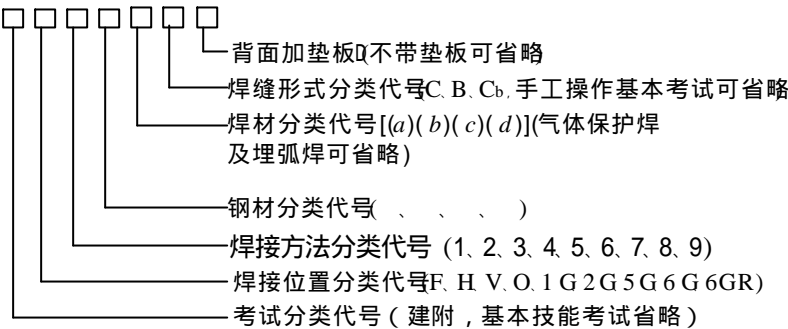 背面加垫板D(不带垫板可省略)
焊缝形式分类代号(C、B、Cb，手工操作基本考试可省略)
焊材分类代号[(a)(b)(c)(d)](气体保护焊
及埋弧焊可省略)
钢材分类代号( 、 、 、 )
焊接方法分类代号 (1、2、3、4、5、6、7、8、9)
焊接位置分类代号(F、H、V、O、1G 2G 5G 6G 6GR)
考试分类代号（建附，基本技能考试省略）